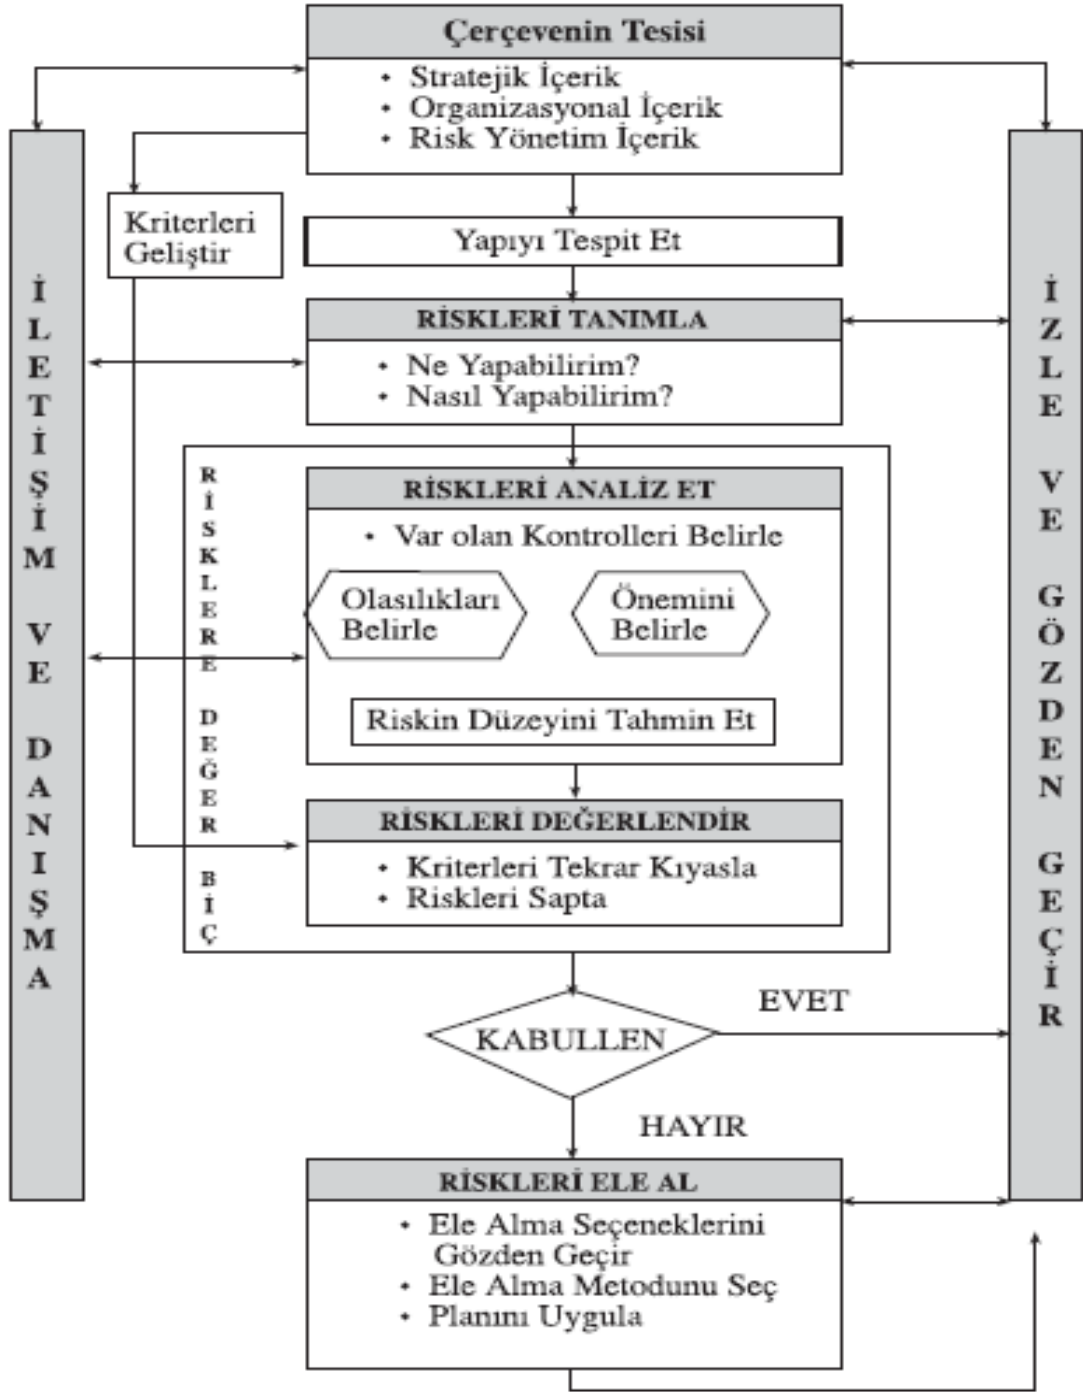 Çerçevenin Tesisi
• Stratejik İçerik
• Organizasyonal İçerik
• Risk Yönetim İçerik
Kriterleri
Geliştir
Yapıyı Tespit Et
RİSKLERİ TANIMLA
• Ne Yapabilirim?
• Nasıl Yapabilirim?
İLETİŞİM VE DANIŞMA
İZLE VE GÖZDEN GEÇİR
RİSKLERE DEĞER BİÇ
RİSKLERİ ANALİZ ET
• Var olan Kontrolleri Belirle
Olasılıkları
Belirle
Önemini
Belirle
Riskin Düzeyini Tahmin Et
RİSKLERİ DEĞERLENDİR
• Kriterleri Tekrar Kıyasla
• Riskleri Sapta
KABULLEN
EVET
HAYIR
RİSKLERİ ELE AL
• Ele Alma Seçeneklerini
Gözden Geçir
• Ele Alma Metodunu Seç
• Planını Uygula